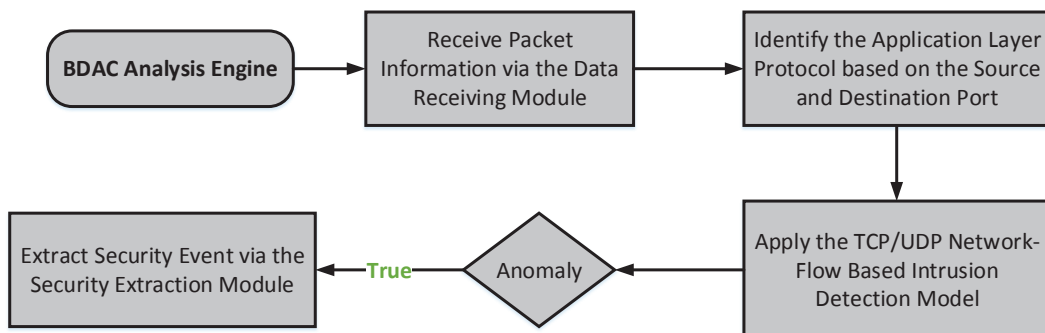 BDAC Analysis Engine
Receive Packet
Information via the Data
Receiving Module
Identify the Application Layer
Protocol based on the Source
and Destination Port
Apply the TCP/UDP Network-
Flow Based Intrusion
Detection Model
Anomaly
True
Extract Security Event via the
Security Extraction Module